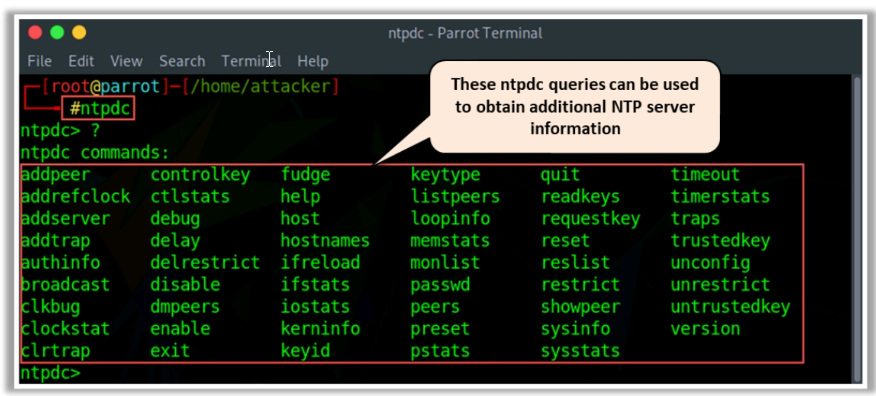 ntpdc - Parrot Terminal
File Edit View Search Terminal Help
[root@parrot]-[/home/attacker]
#ntpdc
These ntpdc queries can be used
to obtain additional NTP server
information
ntpdc> ?
ntpdc commands:
addpeer controlkey fudge keytype quit timeout
addrefclock ctlstats help listpeers readkeys timerstats
addserver debug host loopinfo requestkey traps
addtrap delay hostnames memstats reset trustedkey
authinfo delrestrict ifreload monlist reslist unconfig
broadcast disable ifstats passwd restrict unrestrict
clkbug dmpeers iostats peers showpeer untrustedkey
clockstat enable kerninfo preset sysinfo version
clrtrap exit keyid pstats sysstats
ntpdc>